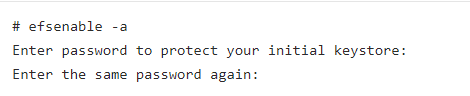 # efsenable -a
Enter password to protect your initial keystore:
Enter the same password again: